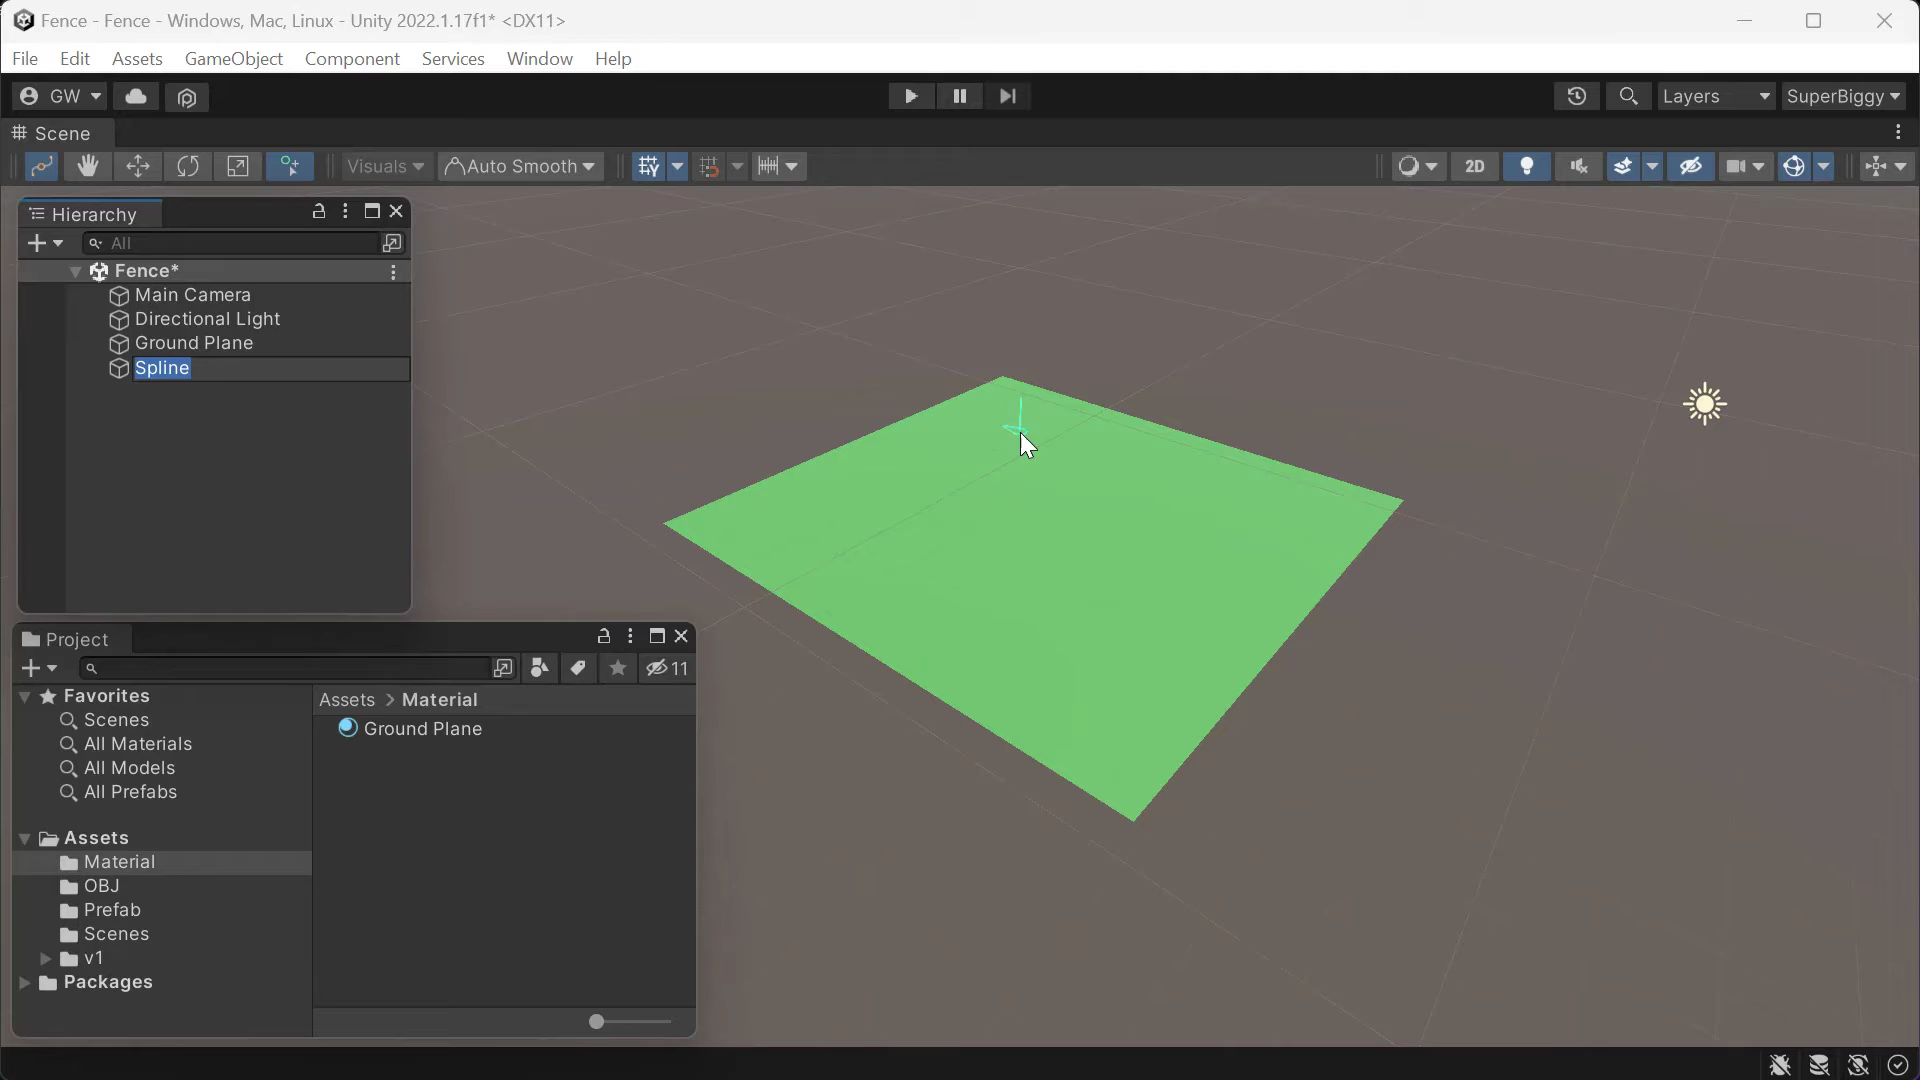 Fence - Fence - Windows, Mac, Linux - Unity 2022.1.17f1* <DX11>
File Edit Assets GameObject Component Services Window Help
GW Layers SuperBiggy
Scene
Visuals Auto Smooth 2D
Hierarchy
All
Fence*
Main Camera
Directional Light
Ground Plane
Spline
Project
11
Favorites
Scenes
All Materials
All Models
All Prefabs
Assets
Material
OBJ
Prefab
Scenes
v1
Packages
Assets > Material
Ground Plane